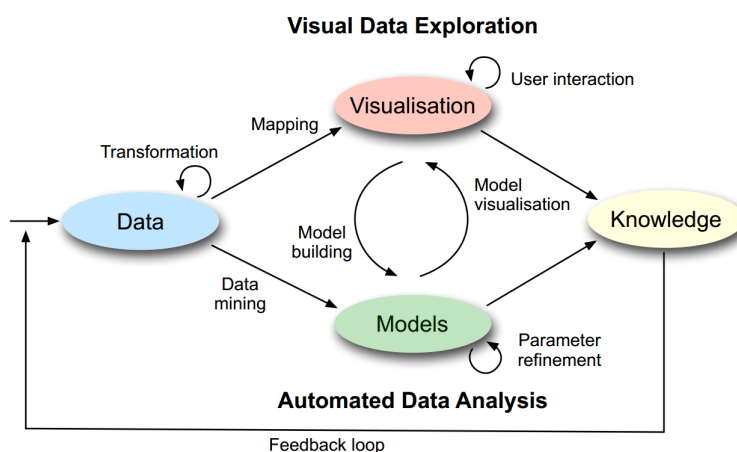 Visual Data Exploration
User interaction
Visualisation
Mapping
Transformation
Model
visualisation
Data
Knowledge
Model
building
Data
mining
Models
Parameter
refinement
Automated Data Analysis
Feedback loop